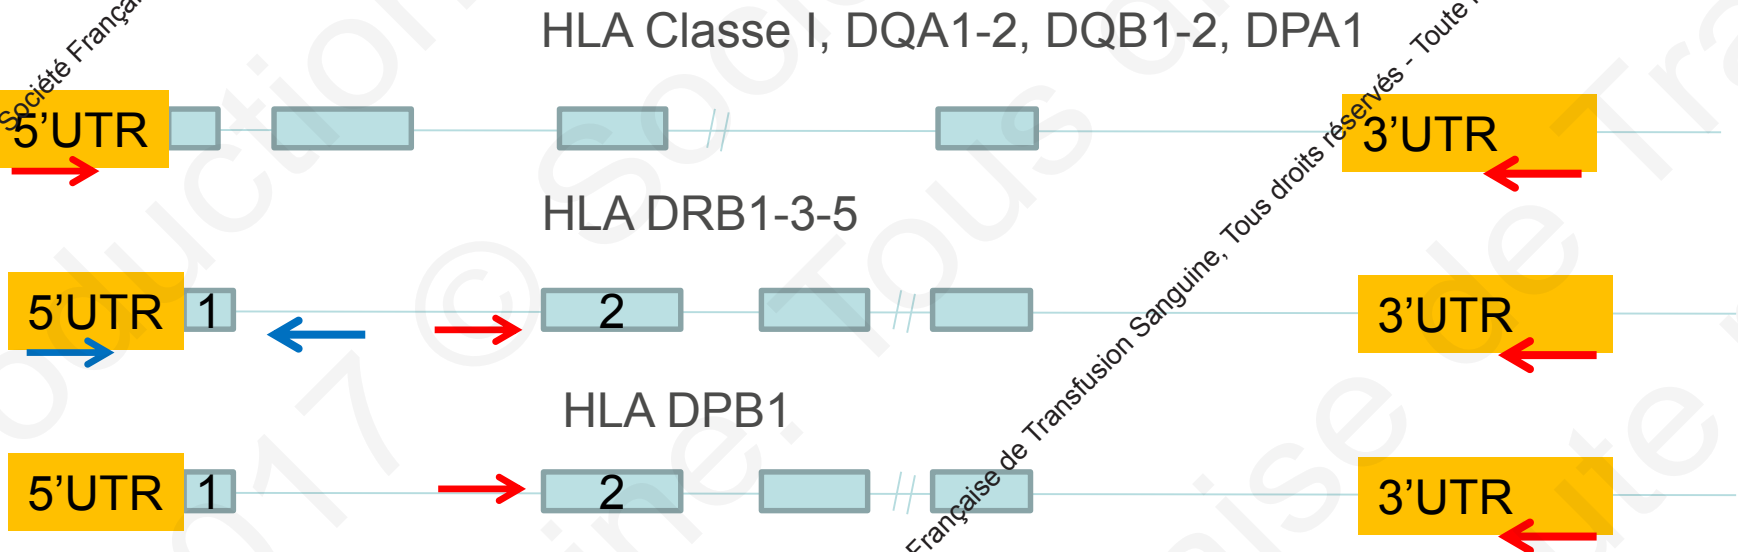 HLA Classe I, DQA1-2, DQB1-2, DPA1
Société Françai
5'UTR
3'UTR
HLA DRB1-3-5
5'UTR 1 2 3'UTR
HLA DPB1
5'UTR 1 2 3'UTR
Française de Transfusion Sanguine, Tous droits réservés - Toute